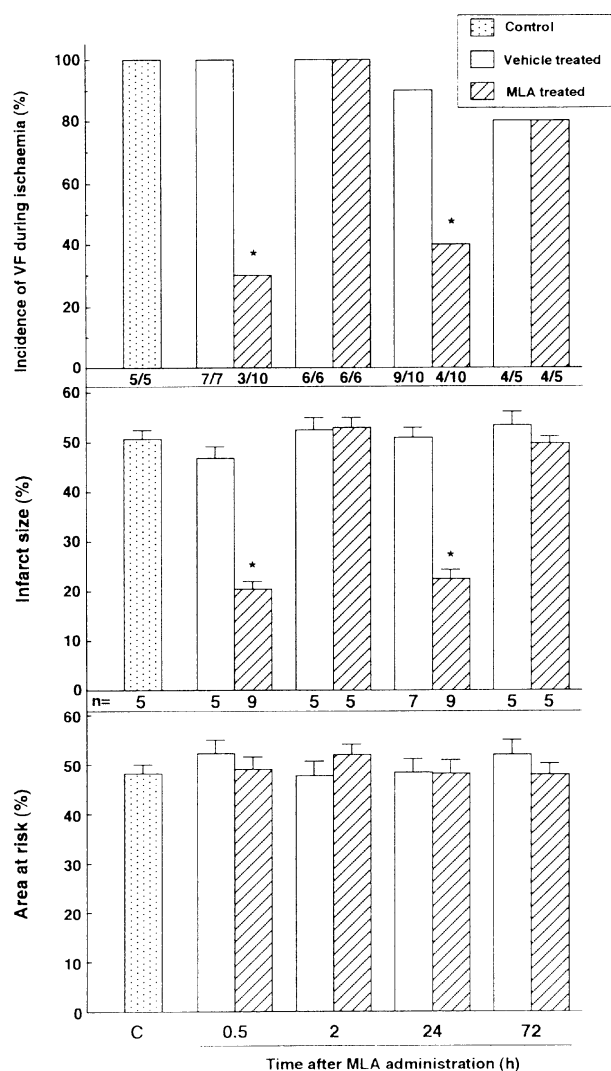 Control
Vehicle treated
MLA treated
Incidence of VF during ischaemia (%)
100
80
60
40
20
0
5/5 7/7 3/10 6/6 6/6 9/10 4/10 4/5 4/5
*
*
Infarct size (%)
60
50
40
30
20
10
0
*
*
n= 5 5 9 5 5 7 9 5 5
Area at risk (%)
60
50
40
30
20
10
0
C 0.5 2 24 72
Time after MLA administration (h)